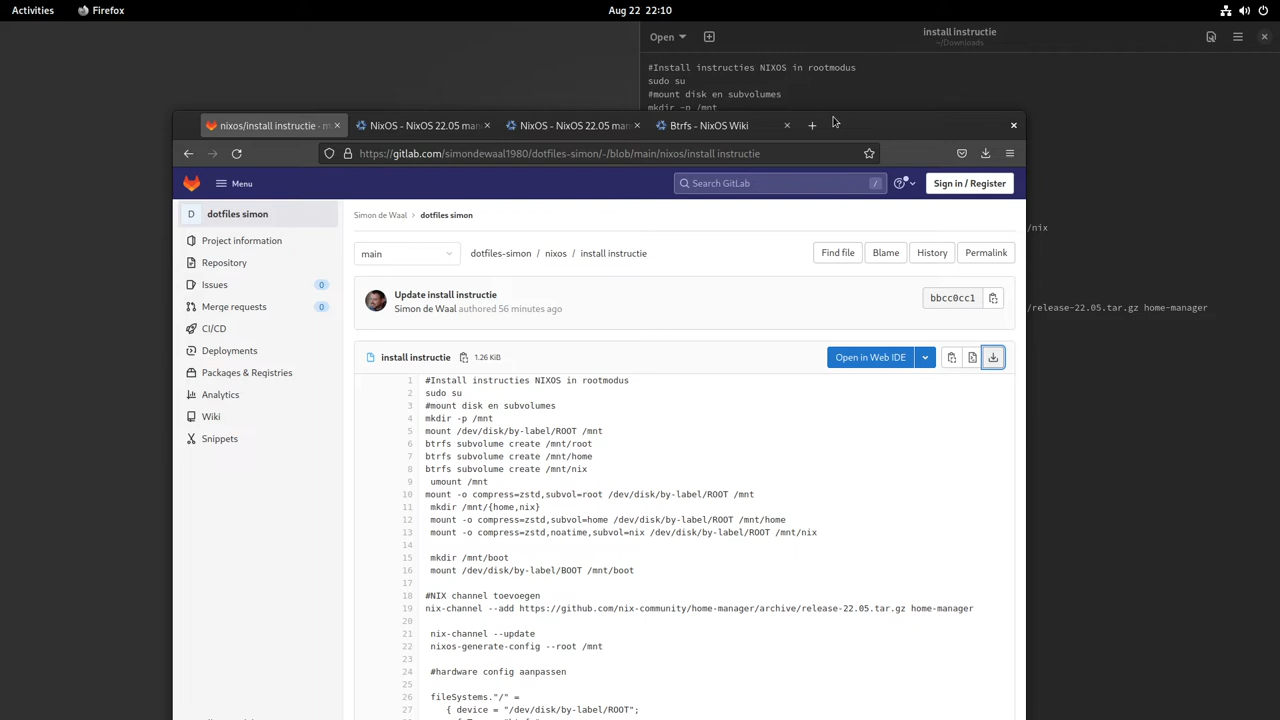 Activities
Firefox
Aug 22 22:10
Open
install instructie
~/Downloads
#Install instructies NIXOS in rootmodus
sudo su
#mount disk en subvolumes
mkdir -p /mnt
nixos/install instructie · m
NixOS - NixOS 22.05 man
NixOS - NixOS 22.05 man
Btrfs - NixOS Wiki
https://gitlab.com/simondewaal1980/dotfiles-simon/-/blob/main/nixos/install instructie
Menu
Search GitLab
/
Sign in / Register
D
dotfiles simon
Project information
Repository
Issues
0
Merge requests
0
CI/CD
Deployments
Packages & Registries
Analytics
Wiki
Snippets
Simon de Waal > dotfiles simon
main
dotfiles-simon / nixos / install instructie
Find file
Blame
History
Permalink
Update install instructie
Simon de Waal authored 56 minutes ago
bbcc0cc1
install instructie
1.26 KiB
Open in Web IDE
1 #Install instructies NIXOS in rootmodus
2 sudo su
3 #mount disk en subvolumes
4 mkdir -p /mnt
5 mount /dev/disk/by-label/ROOT /mnt
6 btrfs subvolume create /mnt/root
7 btrfs subvolume create /mnt/home
8 btrfs subvolume create /mnt/nix
9 umount /mnt
10 mount -o compress=zstd,subvol=root /dev/disk/by-label/ROOT /mnt
11 mkdir /mnt/{home,nix}
12 mount -o compress=zstd,subvol=home /dev/disk/by-label/ROOT /mnt/home
13 mount -o compress=zstd,noatime,subvol=nix /dev/disk/by-label/ROOT /mnt/nix
14
15 mkdir /mnt/boot
16 mount /dev/disk/by-label/BOOT /mnt/boot
17
18 #NIX channel toevoegen
19 nix-channel --add https://github.com/nix-community/home-manager/archive/release-22.05.tar.gz home-manager
20
21 nix-channel --update
22 nixos-generate-config --root /mnt
23
24 #hardware config aanpassen
25
26 fileSystems."/" =
27 { device = "/dev/disk/by-label/ROOT";
/nix
/release-22.05.tar.gz home-manager